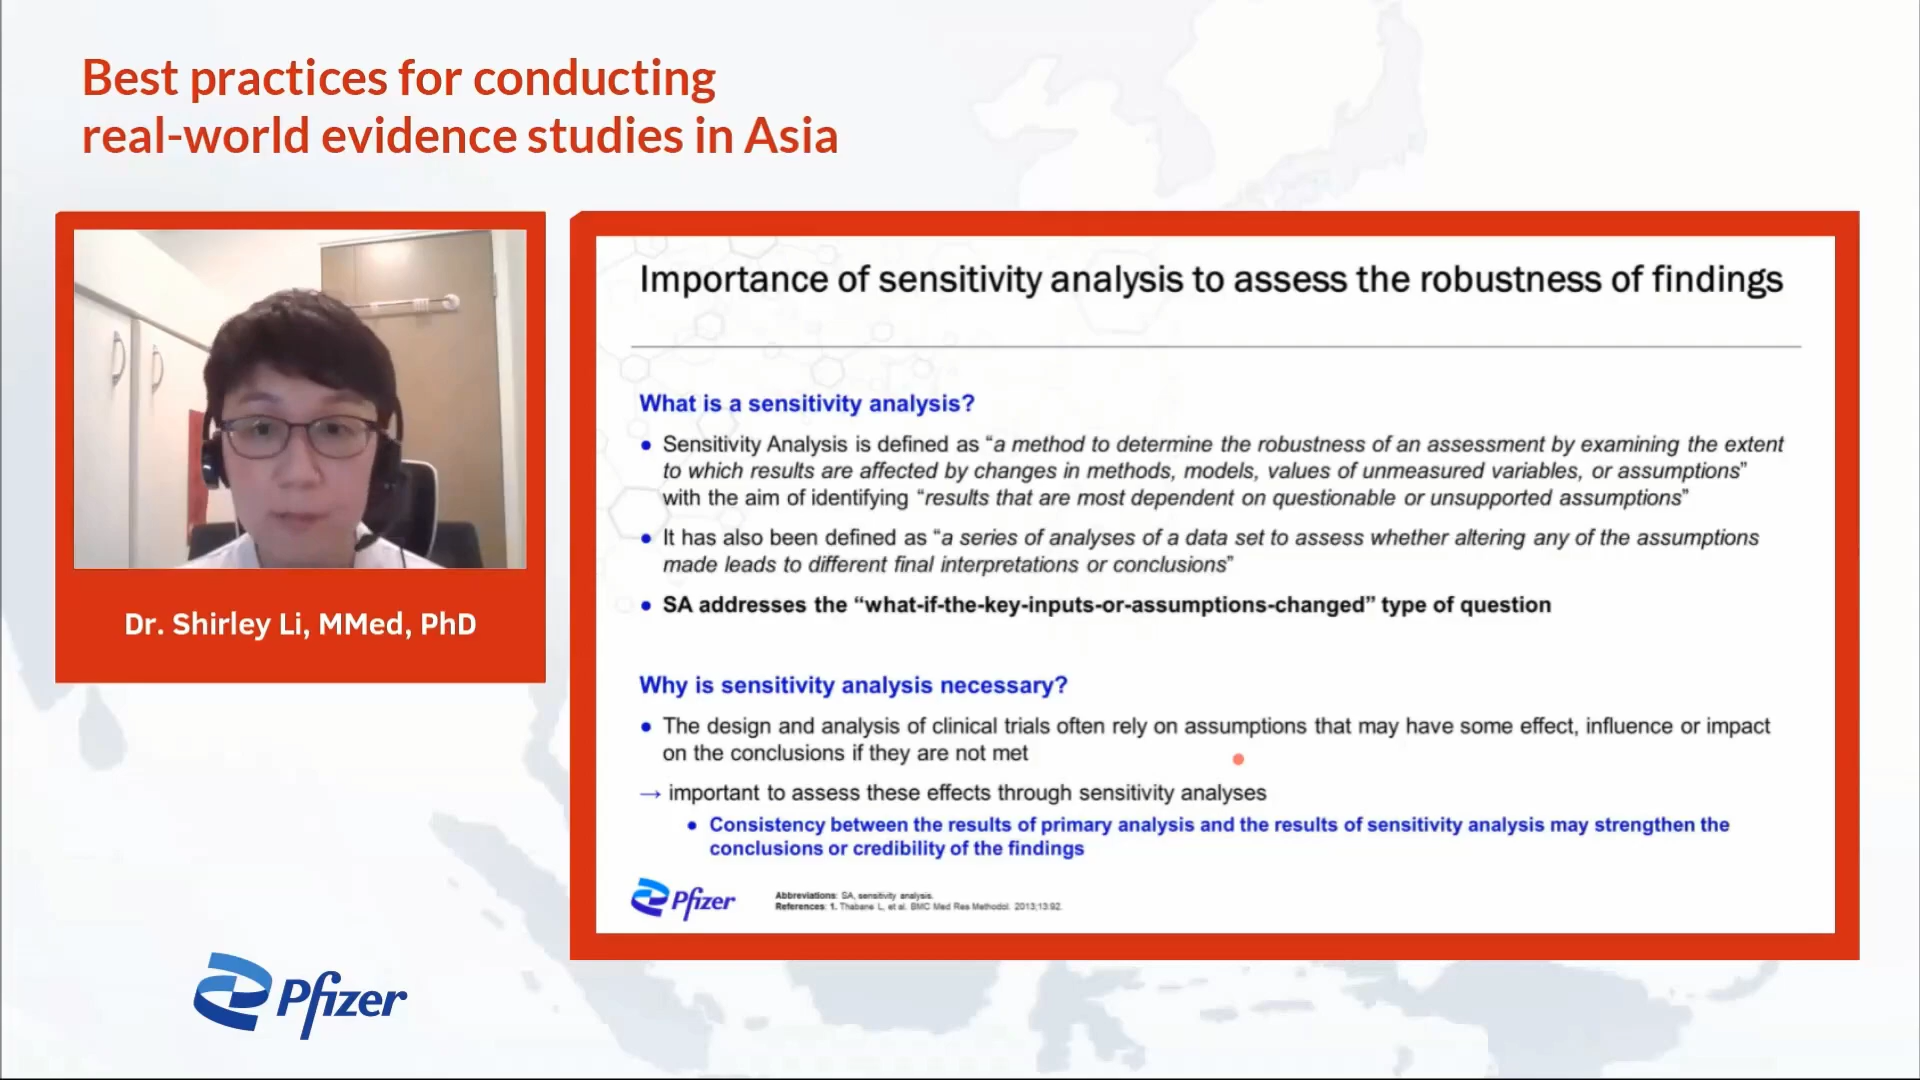 Best practices for conducting
real-world evidence studies in Asia
Dr. Shirley Li, MMed, PhD
Pfizer
Importance of sensitivity analysis to assess the robustness of findings
What is a sensitivity analysis?
• Sensitivity Analysis is defined as “a method to determine the robustness of an assessment by examining the extent
to which results are affected by changes in methods, models, values of unmeasured variables, or assumptions”
with the aim of identifying “results that are most dependent on questionable or unsupported assumptions”
• It has also been defined as “a series of analyses of a data set to assess whether altering any of the assumptions
made leads to different final interpretations or conclusions”
• SA addresses the “what-if-the-key-inputs-or-assumptions-changed” type of question
Why is sensitivity analysis necessary?
• The design and analysis of clinical trials often rely on assumptions that may have some effect, influence or impact
on the conclusions if they are not met
→ important to assess these effects through sensitivity analyses
• Consistency between the results of primary analysis and the results of sensitivity analysis may strengthen the
conclusions or credibility of the findings
Pfizer
Abbreviations: SA, sensitivity analysis.
References: 1. Thabane L, et al. BMC Med Res Methodol. 2013;13:92.